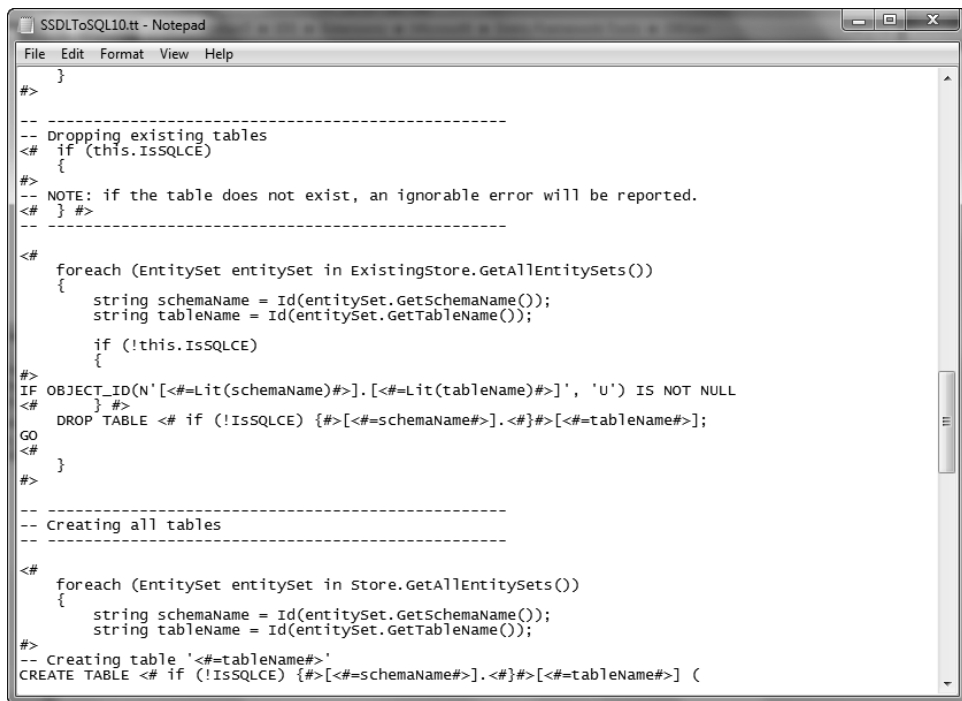 SSDLToSQL10.tt - Notepad
File Edit Format View Help
    }
#>

-- --------------------------------------------------
-- Dropping existing tables
<#  if (this.IsSQLCE)
    {
#>
-- NOTE: if the table does not exist, an ignorable error will be reported.
<#  } #>
-- --------------------------------------------------

<#
    foreach (EntitySet entitySet in ExistingStore.GetAllEntitySets())
    {
        string schemaName = Id(entitySet.GetSchemaName());
        string tableName = Id(entitySet.GetTableName());

        if (!this.IsSQLCE)
        {
#>
IF OBJECT_ID(N'[<#=Lit(schemaName)#>].[<#=Lit(tableName)#>]', 'U') IS NOT NULL
<#      } #>
    DROP TABLE <# if (!IsSQLCE) {#>[<#=schemaName#>].<#}#>[<#=tableName#>];
GO
<#
    }
#>

-- --------------------------------------------------
-- Creating all tables
-- --------------------------------------------------

<#
    foreach (EntitySet entitySet in Store.GetAllEntitySets())
    {
        string schemaName = Id(entitySet.GetSchemaName());
        string tableName = Id(entitySet.GetTableName());
#>
-- Creating table '<#=tableName#>'
CREATE TABLE <# if (!IsSQLCE) {#>[<#=schemaName#>].<#}#>[<#=tableName#>] (